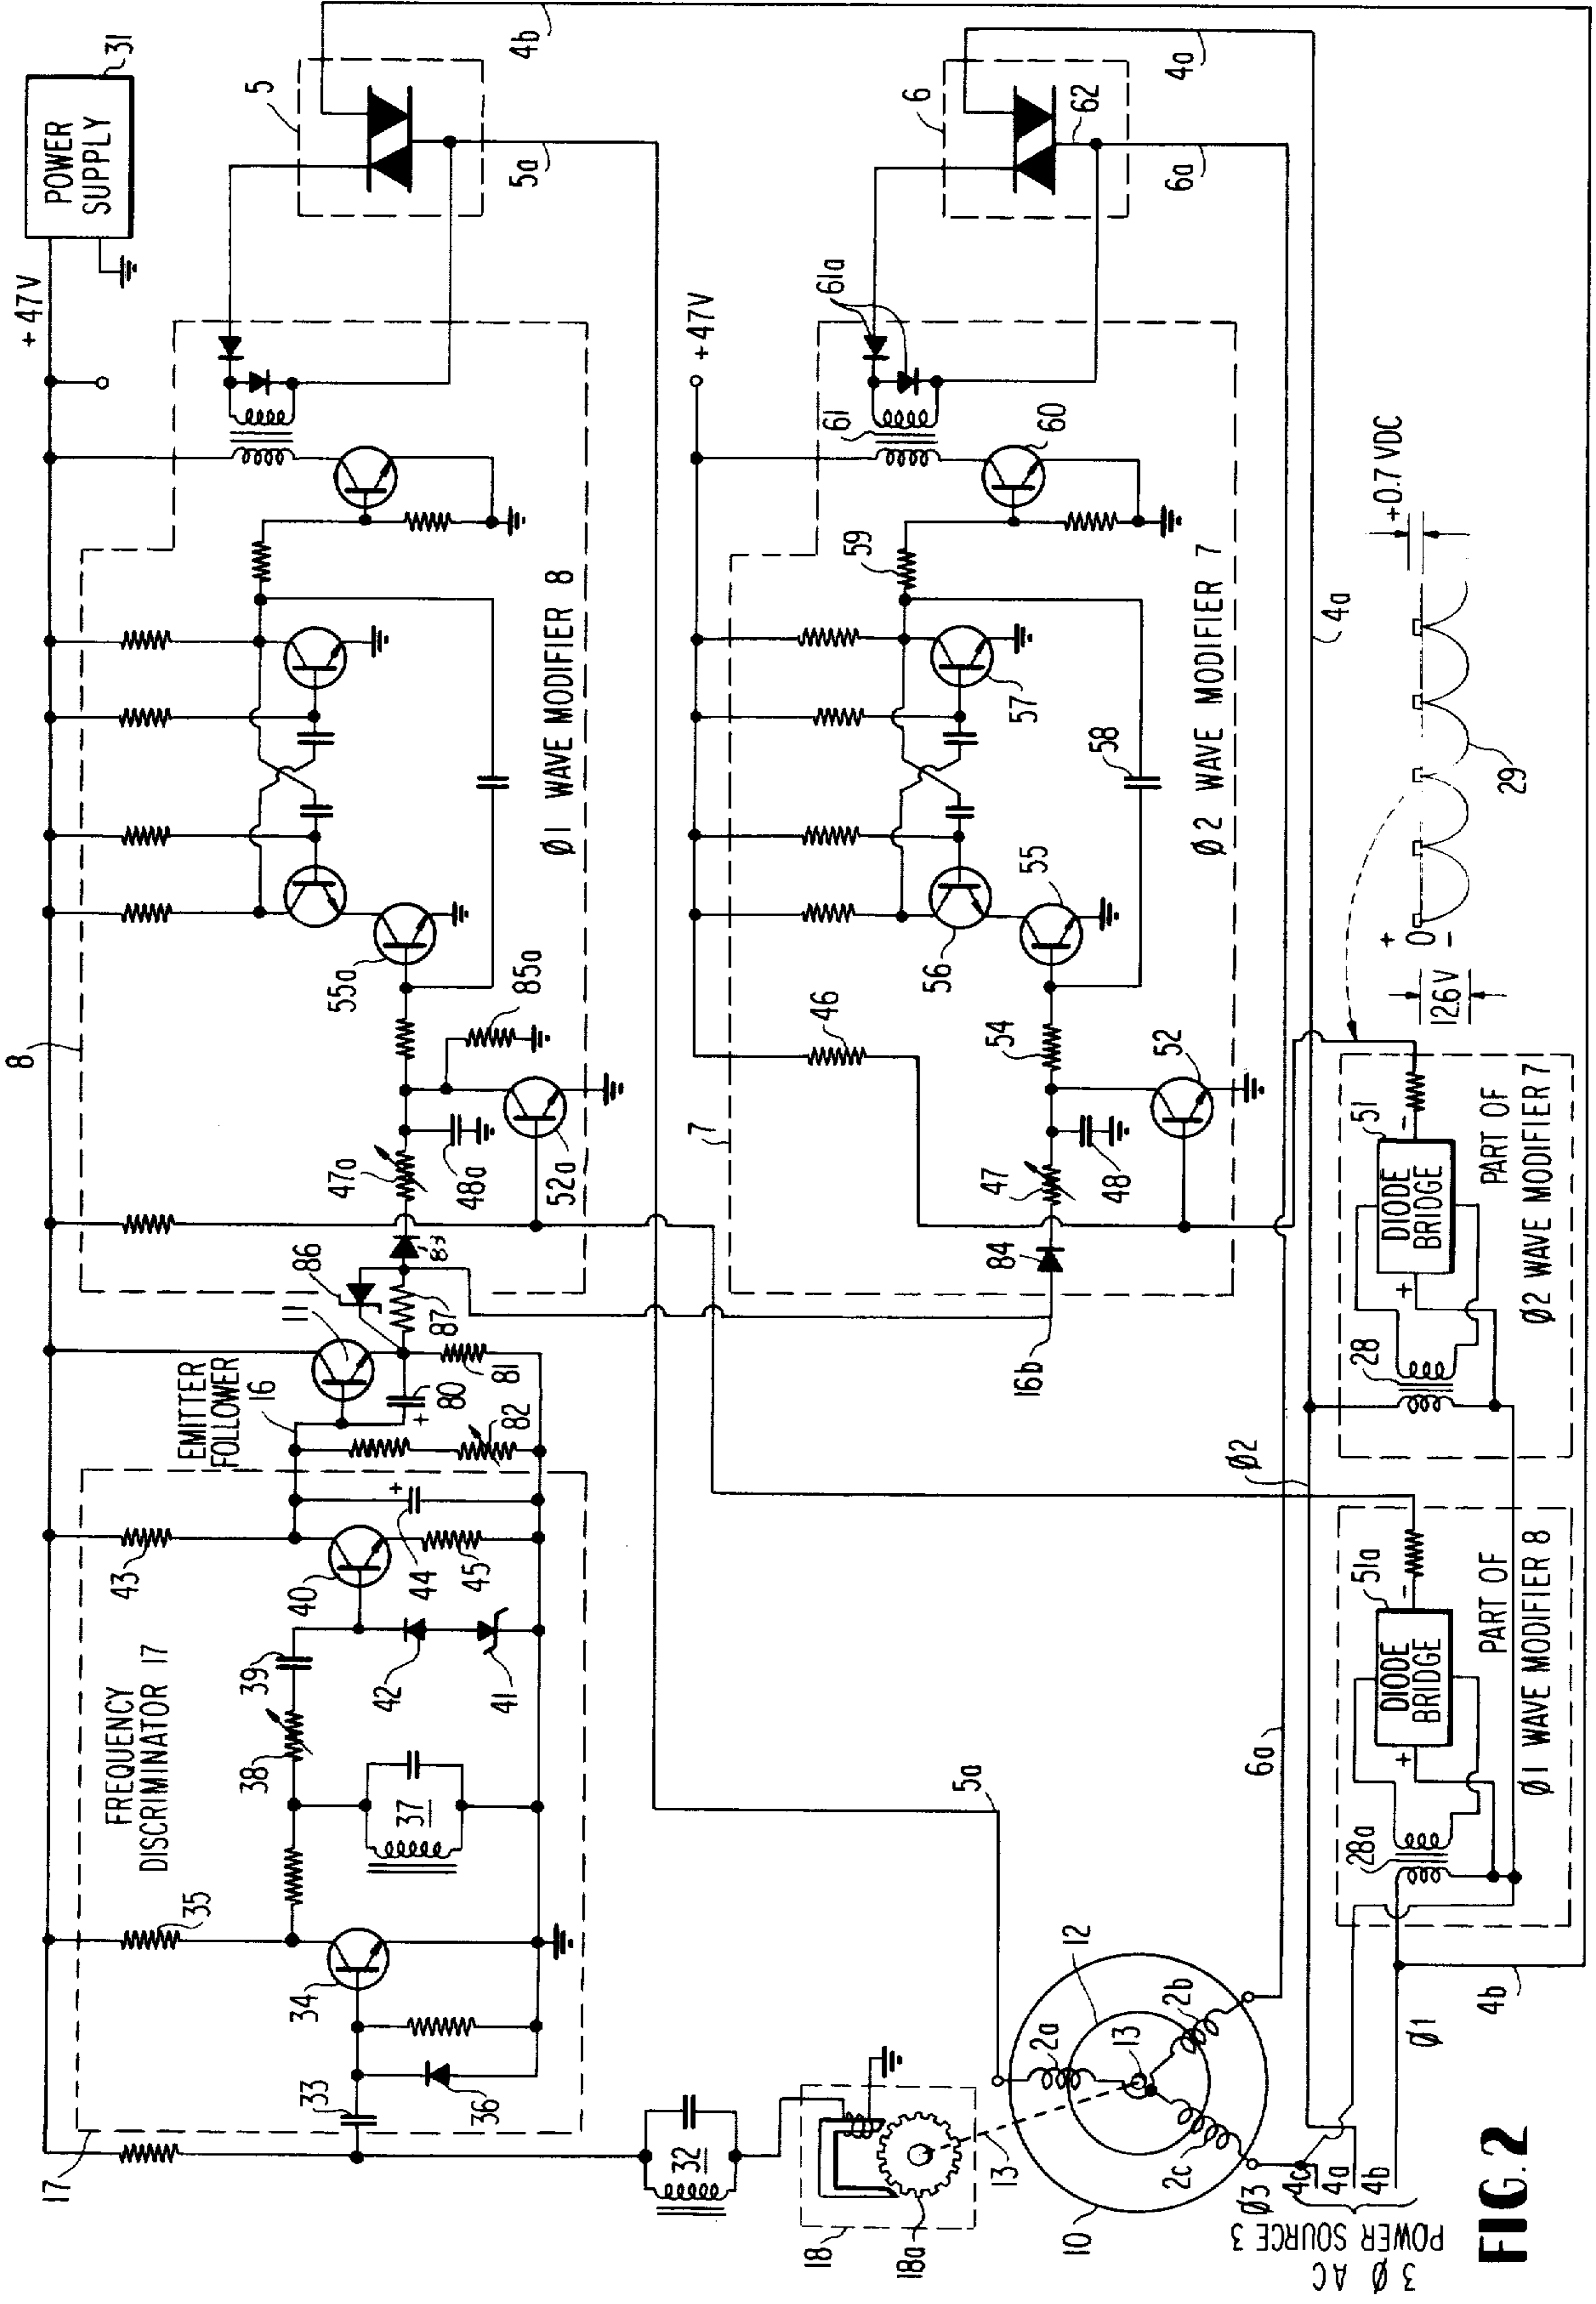 POWER
SUPPLY
31
+47V
4b
5
5a
8
Ø1 WAVE MODIFIER 8
55a
85a
47a
48a
52a
83
86
87
11
EMITTER
FOLLOWER
16
80
81
82
16b
17
FREQUENCY
DISCRIMINATOR 17
43
40
44
45
39
38
42
41
37
35
34
33
36
32
4a
6
62
6a
61a
+47V
61
60
59
57
58
Ø2 WAVE MODIFIER 7
56
55
46
54
52
7
47
48
84
18
18a
13
10
12
13
2a
2b
2c
5a
6a
Ø3
4c
4a
4b
3 Ø AC
POWER SOURCE 3
Ø1
4b
Ø2
4a
28a
51a
DIODE
BRIDGE
+
-
PART OF
Ø1 WAVE MODIFIER 8
28
51
DIODE
BRIDGE
+
-
PART OF
Ø2 WAVE MODIFIER 7
+
0
-
12.6V
+0.7 VDC
29
FIG. 2